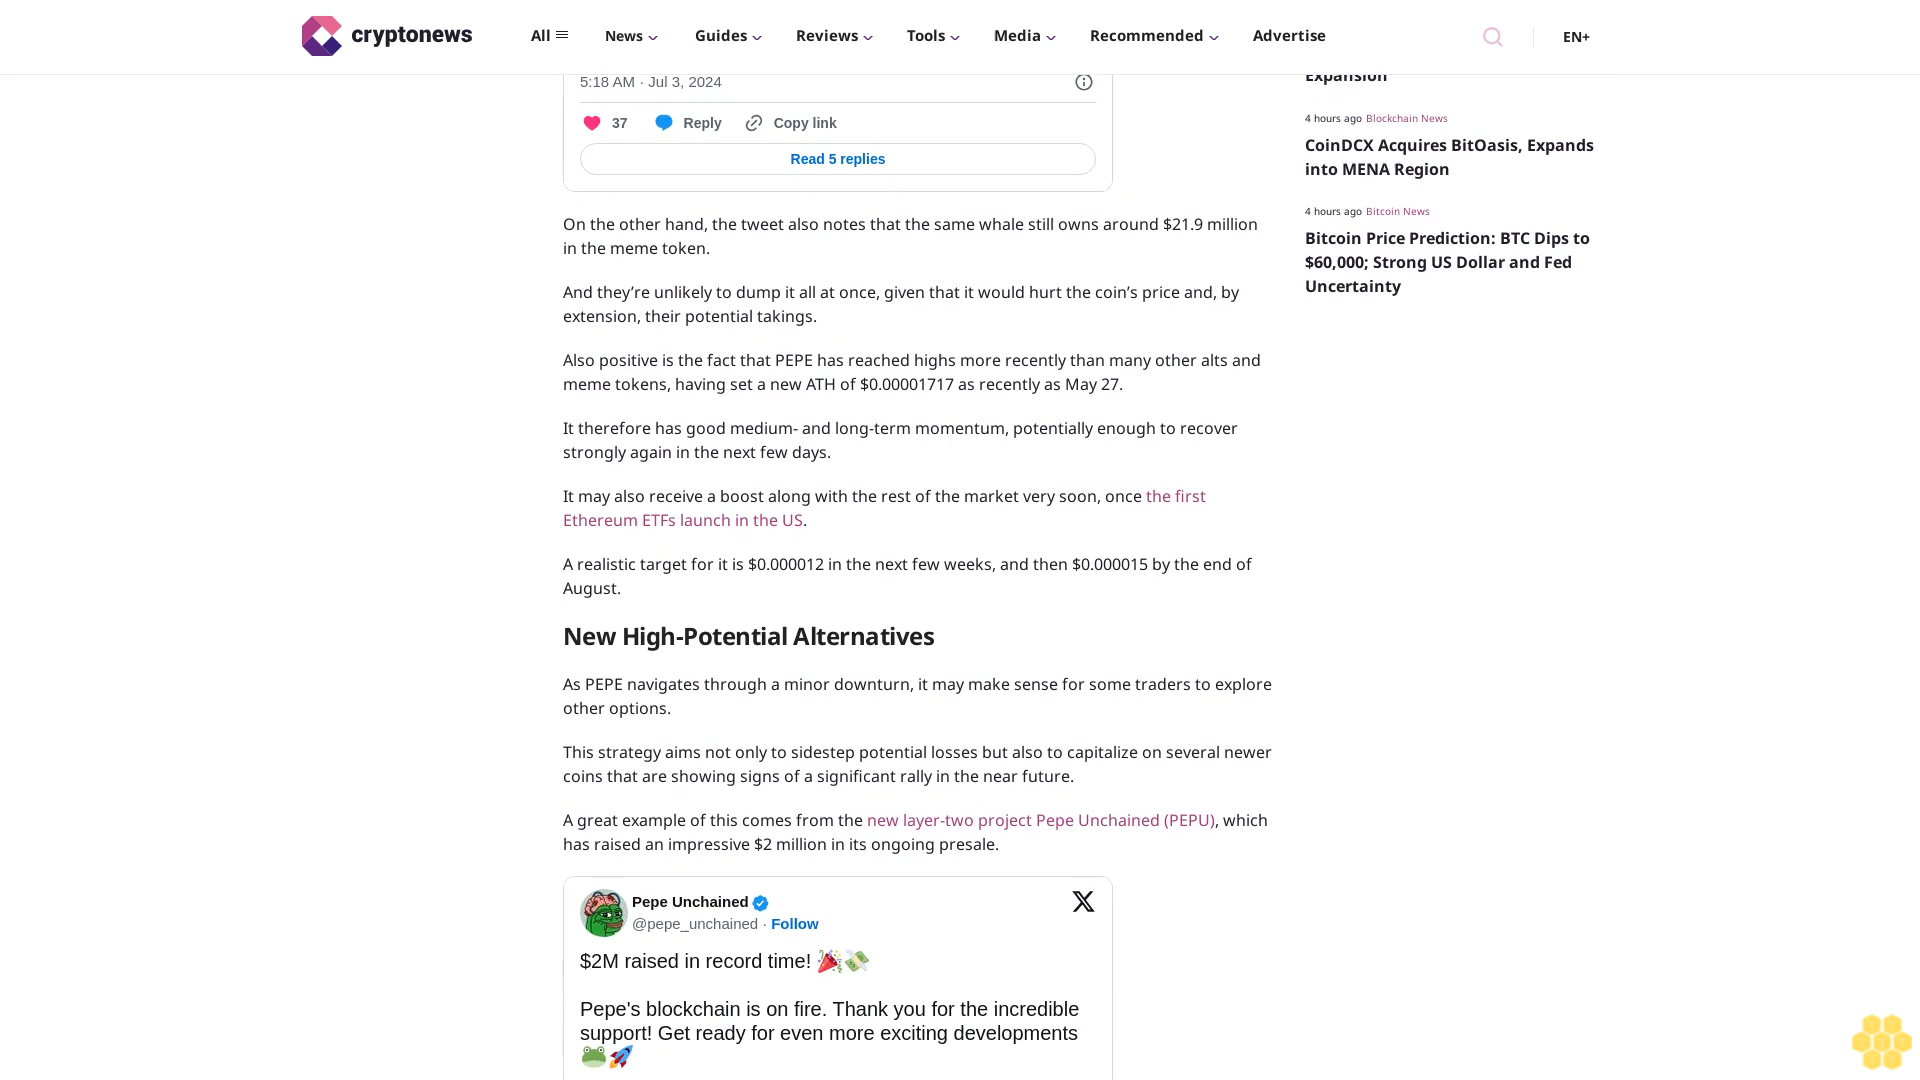 cryptonews
All
News
Guides
Reviews
Tools
Media
Recommended
Advertise
EN+
5:18 AM · Jul 3, 2024
37
Reply
Copy link
Read 5 replies
On the other hand, the tweet also notes that the same whale still owns around $21.9 million
in the meme token.
And they’re unlikely to dump it all at once, given that it would hurt the coin’s price and, by
extension, their potential takings.
Also positive is the fact that PEPE has reached highs more recently than many other alts and
meme tokens, having set a new ATH of $0.00001717 as recently as May 27.
It therefore has good medium- and long-term momentum, potentially enough to recover
strongly again in the next few days.
It may also receive a boost along with the rest of the market very soon, once the first
Ethereum ETFs launch in the US.
A realistic target for it is $0.000012 in the next few weeks, and then $0.000015 by the end of
August.
New High-Potential Alternatives
As PEPE navigates through a minor downturn, it may make sense for some traders to explore
other options.
This strategy aims not only to sidestep potential losses but also to capitalize on several newer
coins that are showing signs of a significant rally in the near future.
A great example of this comes from the new layer-two project Pepe Unchained (PEPU), which
has raised an impressive $2 million in its ongoing presale.
Pepe Unchained
@pepe_unchained · Follow
$2M raised in record time! 🎉💸
Pepe's blockchain is on fire. Thank you for the incredible
support! Get ready for even more exciting developments
🐸🚀
Expansion
4 hours ago Blockchain News
CoinDCX Acquires BitOasis, Expands
into MENA Region
4 hours ago Bitcoin News
Bitcoin Price Prediction: BTC Dips to
$60,000; Strong US Dollar and Fed
Uncertainty